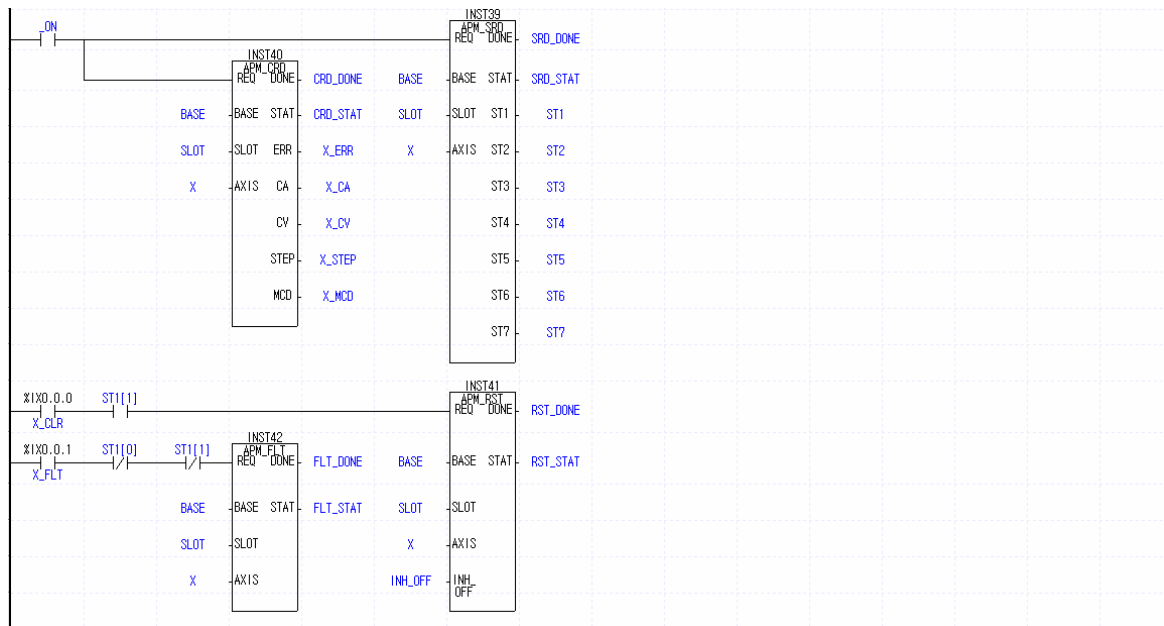 INST39
_ON APM_SRD
REQ DONE SRD_DONE
INST40
APM_CRD
REQ DONE CRD_DONE BASE BASE STAT SRD_STAT
BASE BASE STAT CRD_STAT SLOT SLOT ST1 ST1
SLOT SLOT ERR X_ERR X AXIS ST2 ST2
X AXIS CA X_CA ST3 ST3
CV X_CV ST4 ST4
STEP X_STEP ST5 ST5
MCD X_MCD ST6 ST6
ST7 ST7
INST41
%IX0.0.0 ST1[1] APM_RST
REQ DONE RST_DONE
X_CLR
INST42
%IX0.0.1 ST1[0] ST1[1] APM_FLT
REQ DONE FLT_DONE BASE BASE STAT RST_STAT
X_FLT
BASE BASE STAT FLT_STAT SLOT SLOT
SLOT SLOT X AXIS
X AXIS INH_OFF INH_
OFF